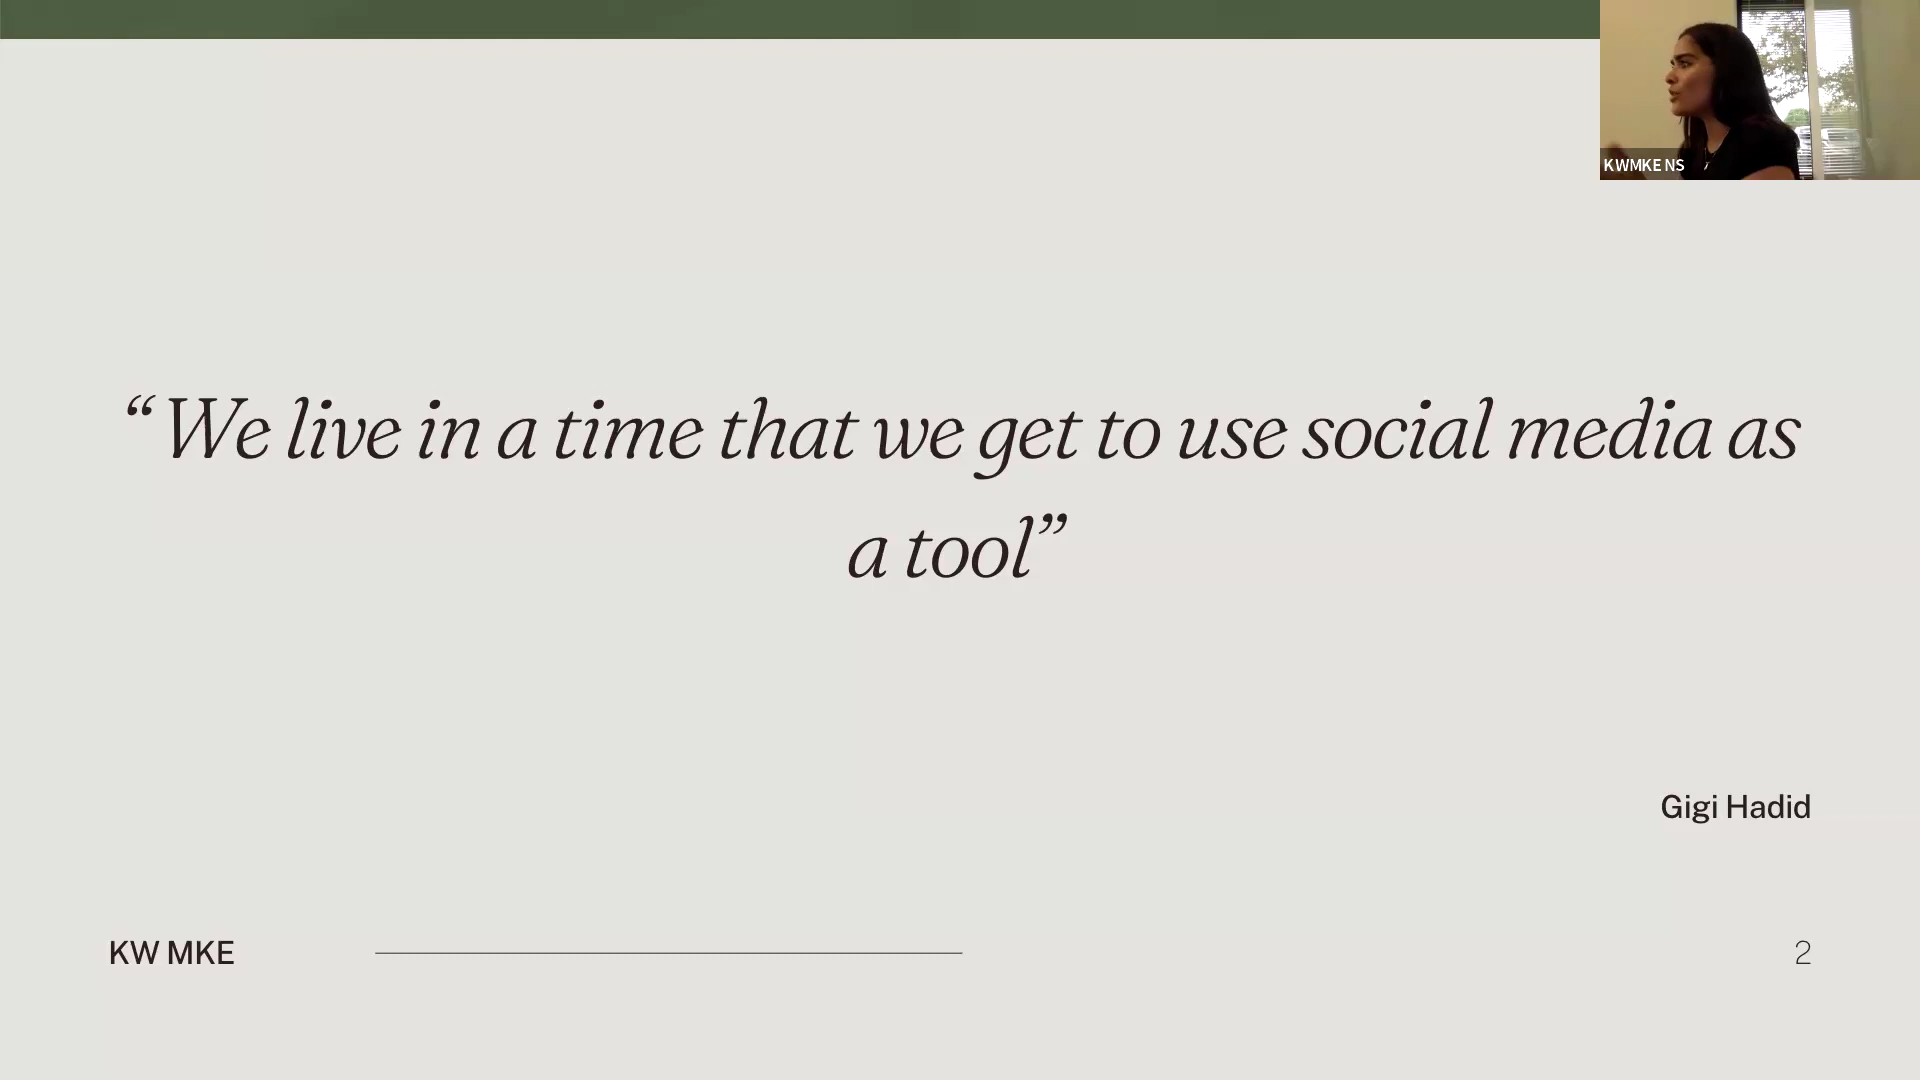 KWMKE NS
“We live in a time that we get to use social media as
a tool”
Gigi Hadid
KW MKE
2